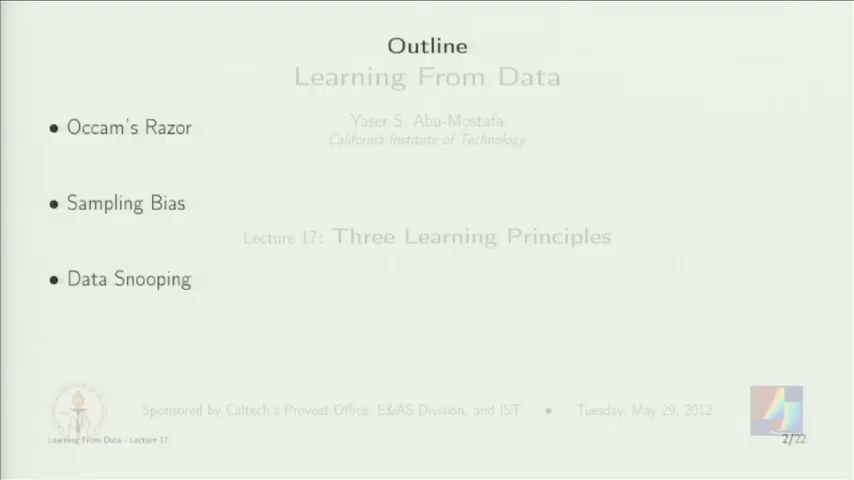 Outline
Learning From Data
• Occam's Razor
Yaser S. Abu-Mostafa
California Institute of Technology
• Sampling Bias
Lecture 17: Three Learning Principles
• Data Snooping
Sponsored by Caltech's Provost Office, E&AS Division, and IST • Tuesday, May 29, 2012
Learning From Data - Lecture 17
2/22